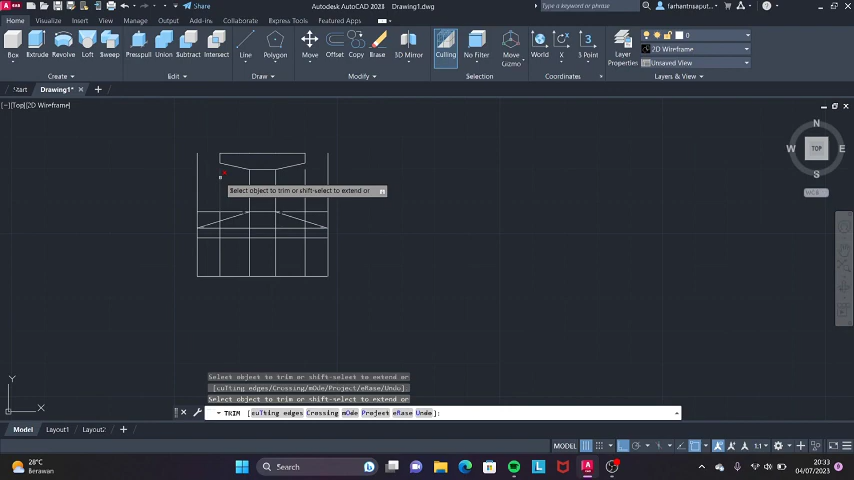 Share
Autodesk AutoCAD 2028 Drawing1.dwg
Type a keyword or phrase
farhantnsaput...
Home Insert Visualize View Manage Output Add-ins Collaborate Express Tools Featured Apps
Box Extrude Revolve Loft Sweep Presspull Union Subtract Intersect Line Polygon Move Offset Copy Erase 3D Mirror Culling No Filter Move Gizmo World X 3 Point Layer Properties
0
2D Wireframe
Unsaved View
Create Edit Draw Modify Selection Coordinates Layers & View
Start Drawing1* +
[−][Top][2D Wireframe]
N
W TOP E
S
WCS
Select object to trim or shift-select to extend or
Select object to trim or shift-select to extend or
[cuTting edges/Crossing/mOde/Project/eRase/Undo]:
Select object to trim or shift-select to extend or
Y
X
TRIM [cuTting edges Crossing mOde Project eRase Undo]:
Model Layout1 Layout2 +
MODEL 1:1
28°C
Berawan
Search
20:33
04/07/2023